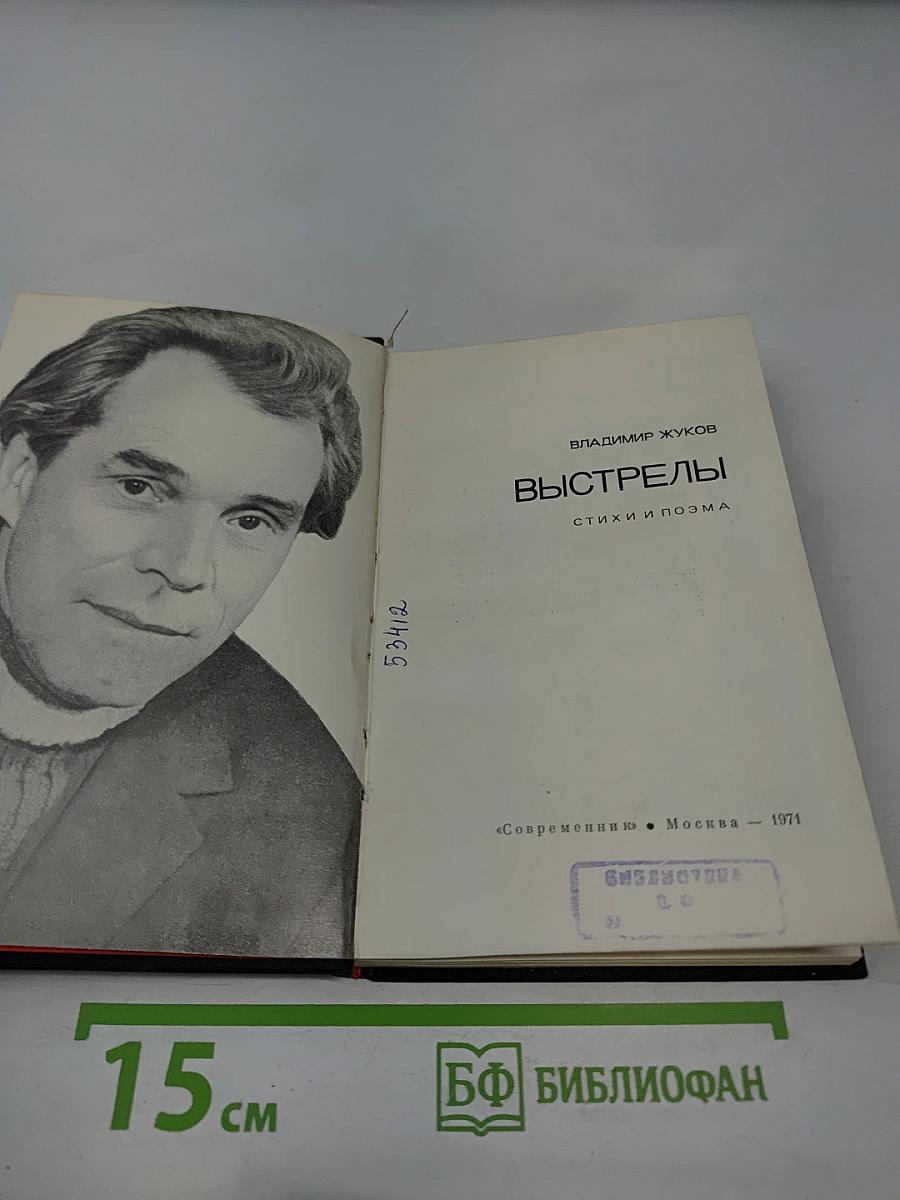 ВЛАДИМИР ЖУКОВ
ВЫСТРЕЛЫ
СТИХИ И ПОЭМА
53412
«Современник» • Москва — 1971
15 см
БФ БИБЛИОФАН